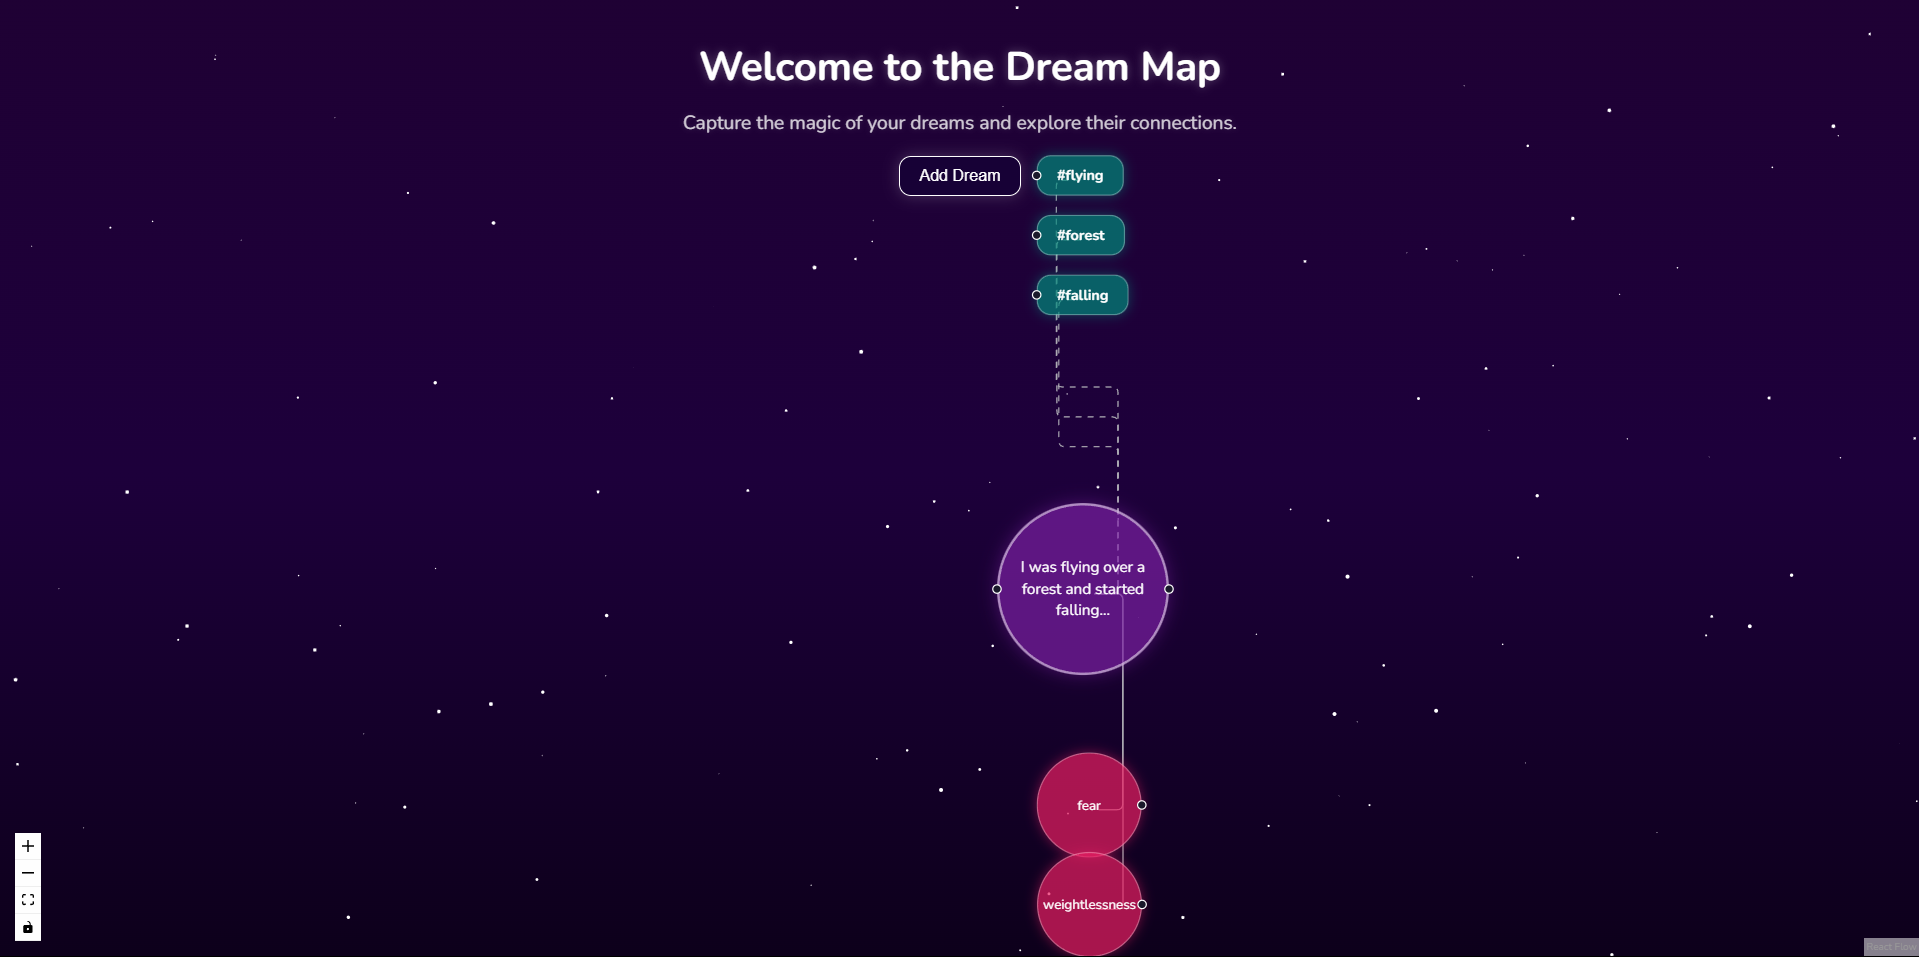 Welcome to the Dream Map
Capture the magic of your dreams and explore their connections.
Add Dream
#flying
#forest
#falling
I was flying over a
forest and started
falling...
fear
weightlessness
React Flow